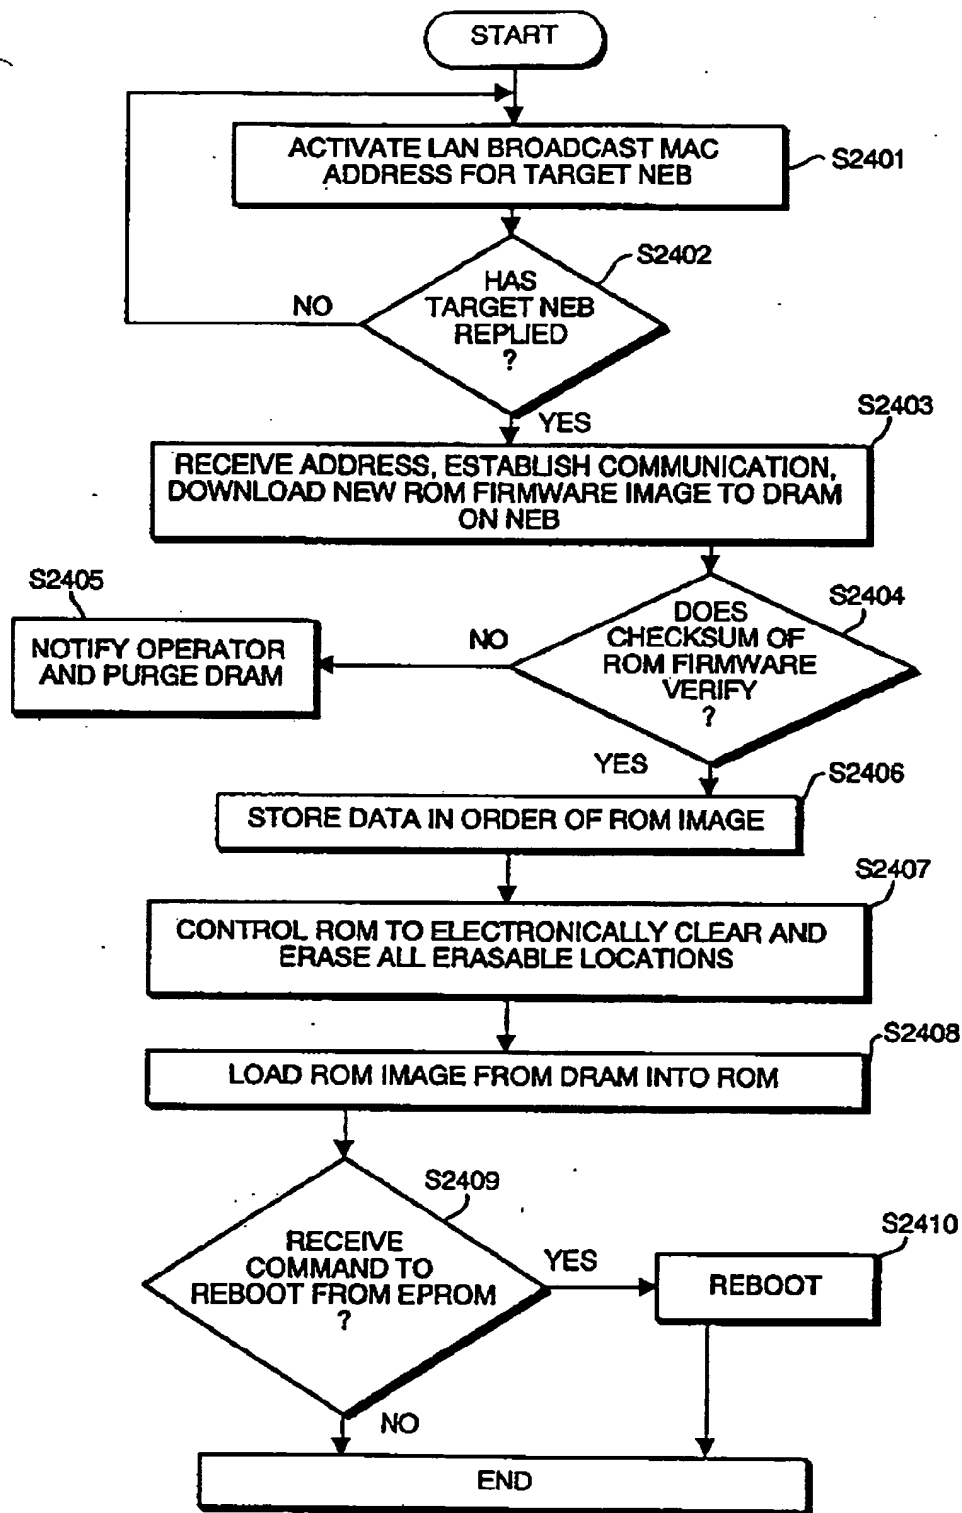 START
ACTIVATE LAN BROADCAST MAC
ADDRESS FOR TARGET NEB
S2401
S2402
HAS
TARGET NEB
REPLIED
?
NO
YES
S2403
RECEIVE ADDRESS, ESTABLISH COMMUNICATION,
DOWNLOAD NEW ROM FIRMWARE IMAGE TO DRAM
ON NEB
S2405
NOTIFY OPERATOR
AND PURGE DRAM
NO
S2404
DOES
CHECKSUM OF
ROM FIRMWARE
VERIFY
?
YES
S2406
STORE DATA IN ORDER OF ROM IMAGE
S2407
CONTROL ROM TO ELECTRONICALLY CLEAR AND
ERASE ALL ERASABLE LOCATIONS
S2408
LOAD ROM IMAGE FROM DRAM INTO ROM
S2409
RECEIVE
COMMAND TO
REBOOT FROM EPROM
?
YES
S2410
REBOOT
NO
END